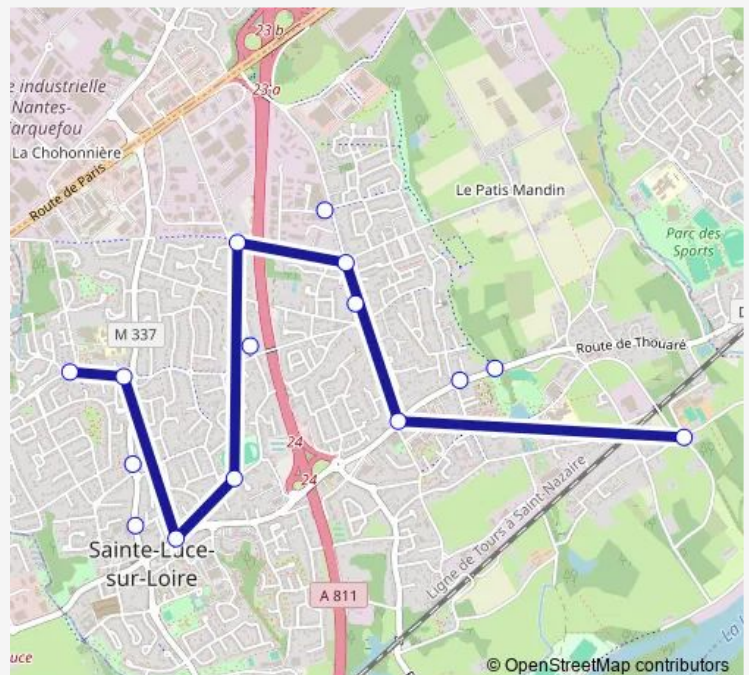 23 b
23 a
e industrielle
Nantes-
arquefou
La Chohonnière
Route de Paris
Le Patis Mandin
Parc des
Sports
M 337
D
Route de Thouaré
24
24
Sainte-Luce-
sur-Loire
Ligne de Tours à Saint-Nazaire
A 811
uce
La
© OpenStreetMap contributors